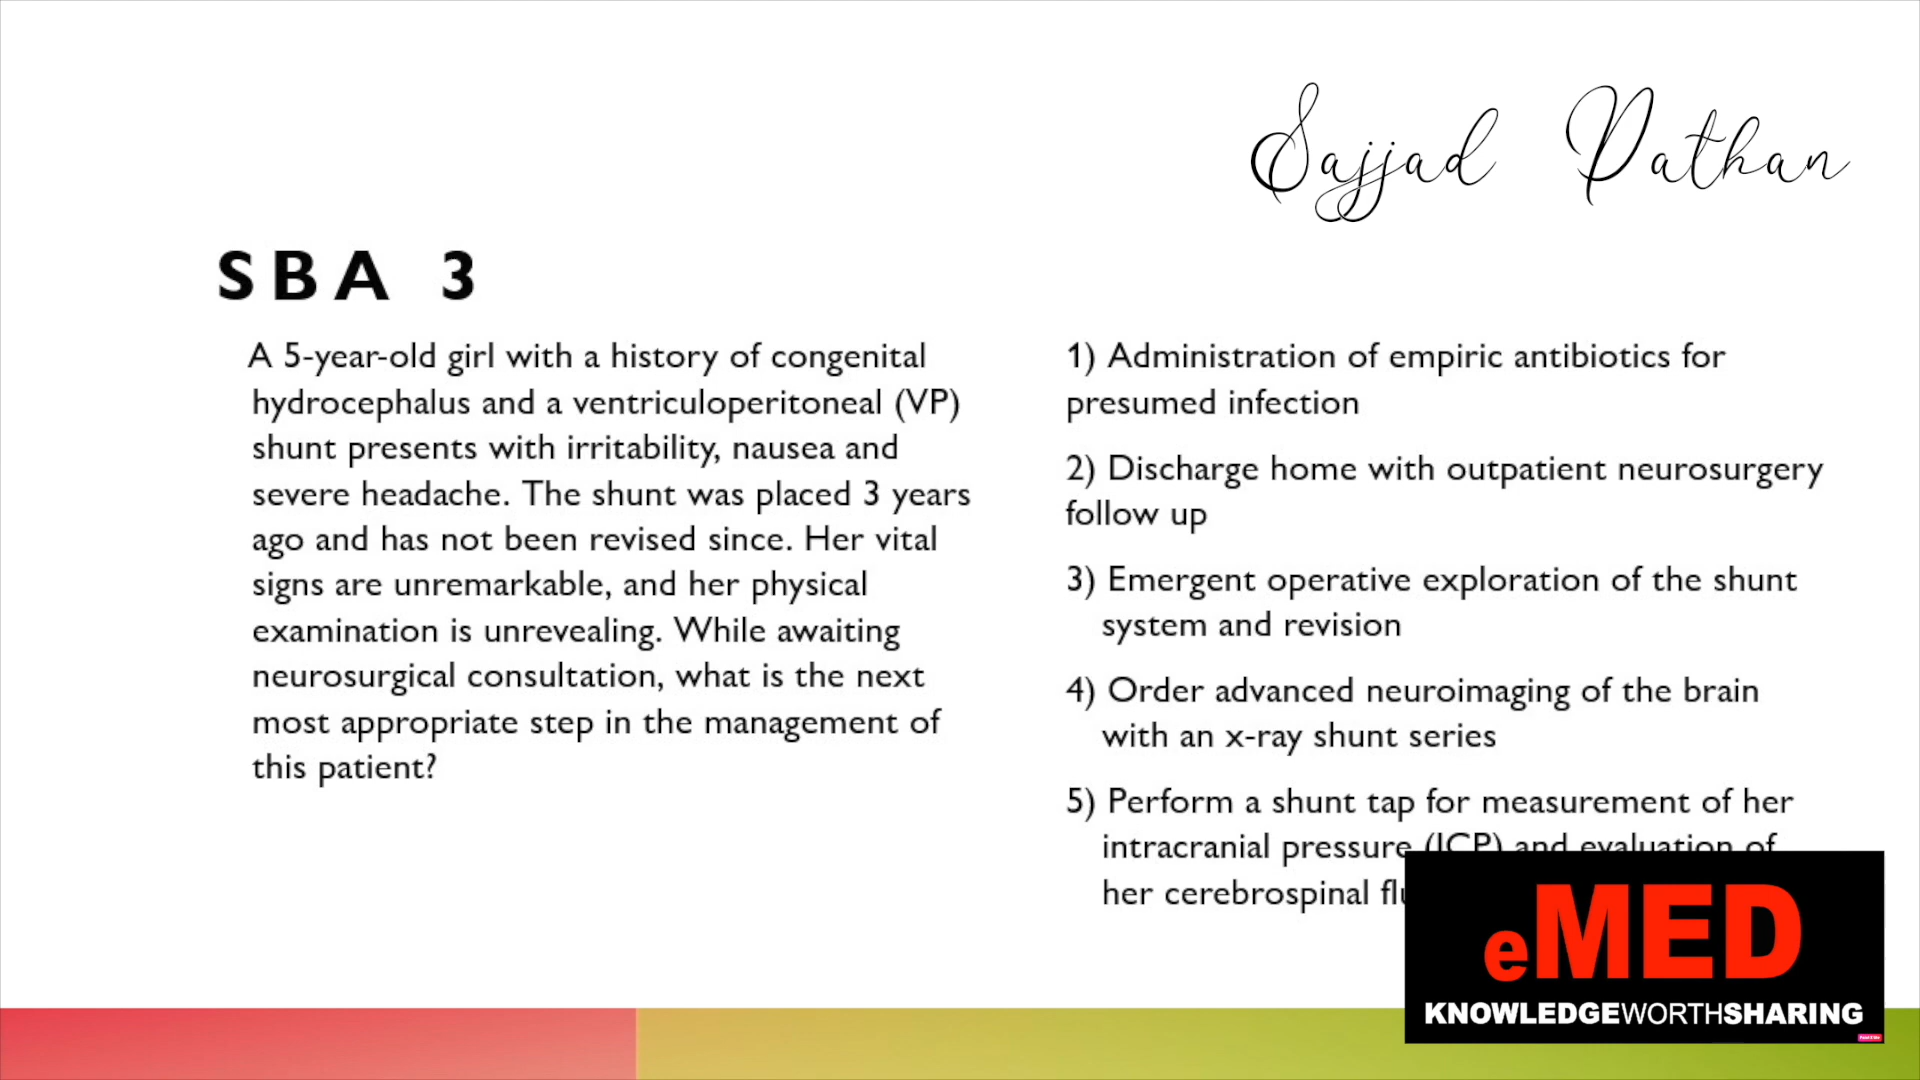 Sajjad Pathan
SBA 3
A 5-year-old girl with a history of congenital
hydrocephalus and a ventriculoperitoneal (VP)
shunt presents with irritability, nausea and
severe headache. The shunt was placed 3 years
ago and has not been revised since. Her vital
signs are unremarkable, and her physical
examination is unrevealing. While awaiting
neurosurgical consultation, what is the next
most appropriate step in the management of
this patient?
1) Administration of empiric antibiotics for
presumed infection
2) Discharge home with outpatient neurosurgery
follow up
3) Emergent operative exploration of the shunt
system and revision
4) Order advanced neuroimaging of the brain
with an x-ray shunt series
5) Perform a shunt tap for measurement of her
intracranial pressure (ICP) and evaluation of
her cerebrospinal
eMED
KNOWLEDGEWORTHSHARING